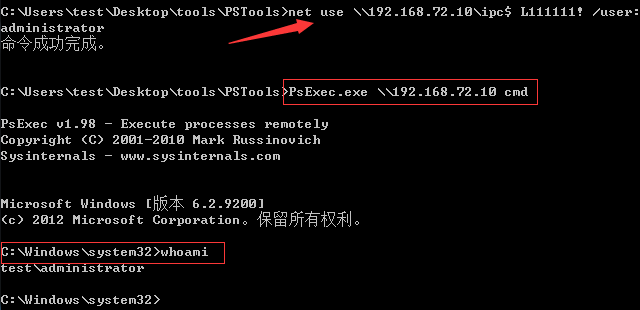 C:\Users\test\Desktop\tools\PSTools>net use \\192.168.72.10\ipc$ L111111! /user:
administrator
命令成功完成。
C:\Users\test\Desktop\tools\PSTools>PsExec.exe \\192.168.72.10 cmd
PsExec v1.98 - Execute processes remotely
Copyright (C) 2001-2010 Mark Russinovich
Sysinternals - www.sysinternals.com
Microsoft Windows [版本 6.2.9200]
(c) 2012 Microsoft Corporation。保留所有权利。
C:\Windows\system32>whoami
test\administrator
C:\Windows\system32>